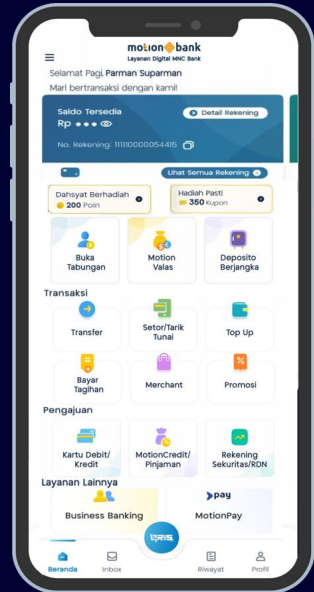 motion bank
Layanan Digital MNC Bank
Selamat Pagi, Parman Suparman
Mari bertransaksi dengan kami!
Saldo Tersedia
Detail Rekening
Rp •••
No. Rekening: 111110000054415
Lihat Semua Rekening
Dahsyat Berhadiah
200 Poin
Hadiah Pasti
350 Kupon
Buka Tabungan
Motion Valas
Deposito Berjangka
Transaksi
Transfer
Setor/Tarik Tunai
Top Up
Bayar Tagihan
Merchant
Promosi
Pengajuan
Kartu Debit/ Kredit
MotionCredit/ Pinjaman
Rekening Sekuritas/RDN
Layanan Lainnya
Business Banking
pay
MotionPay
QRIS
Beranda
Inbox
Riwayat
Profil